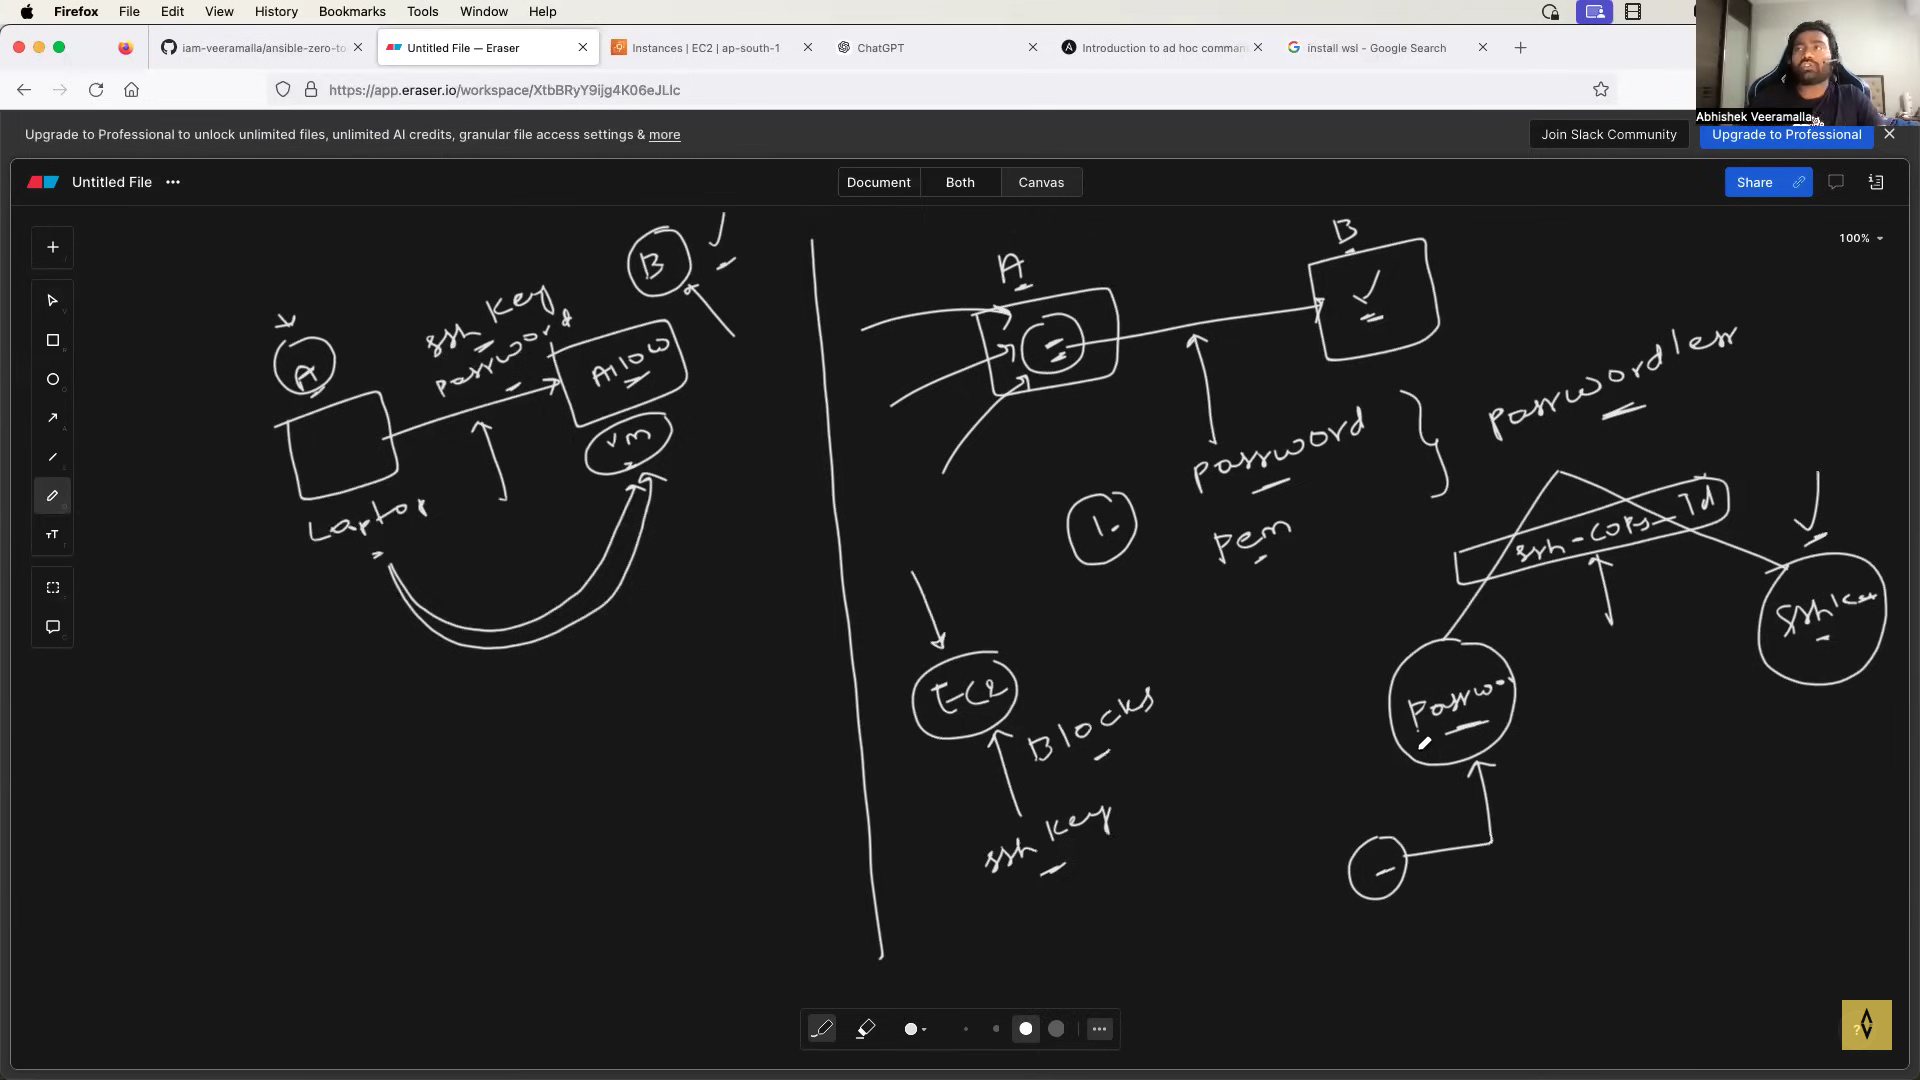 Firefox File Edit View History Bookmarks Tools Window Help
iam-veeramalla/ansible-zero-to
Untitled File — Eraser
Instances | EC2 | ap-south-1
ChatGPT
Introduction to ad hoc comman
install wsl - Google Search
https://app.eraser.io/workspace/XtbBRyY9ijg4K06eJLlc
Abhishek Veeramalla
Upgrade to Professional to unlock unlimited files, unlimited AI credits, granular file access settings & more
Join Slack Community
Upgrade to Professional
Untitled File
Document Both Canvas
Share
100%
B
ssh key
password
A
Allow
vm
Laptop
A
B
password
pem
passwordless
1.
ssh-copy-id
ssh key
EC2
Blocks
ssh key
Passwo